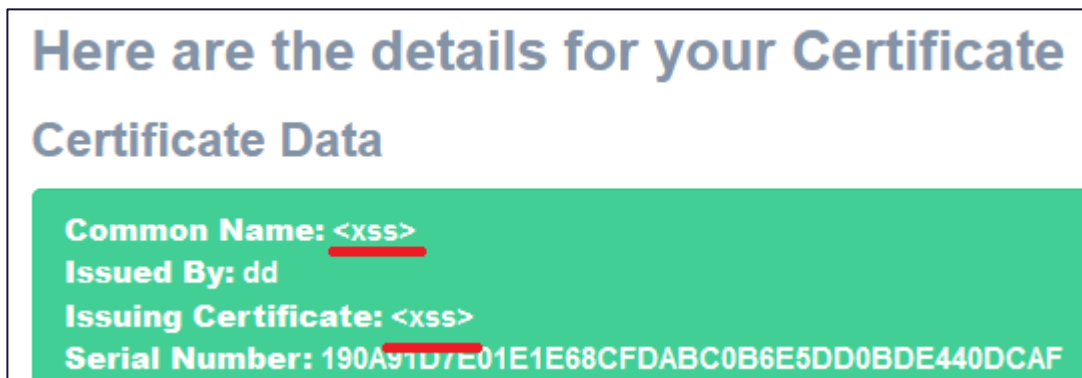 Here are the details for your Certificate
Certificate Data
Common Name: <xss>
Issued By: dd
Issuing Certificate: <xss>
Serial Number: 190A91D7E01E1E68CFDABC0B6E5DD0BDE440DCAF